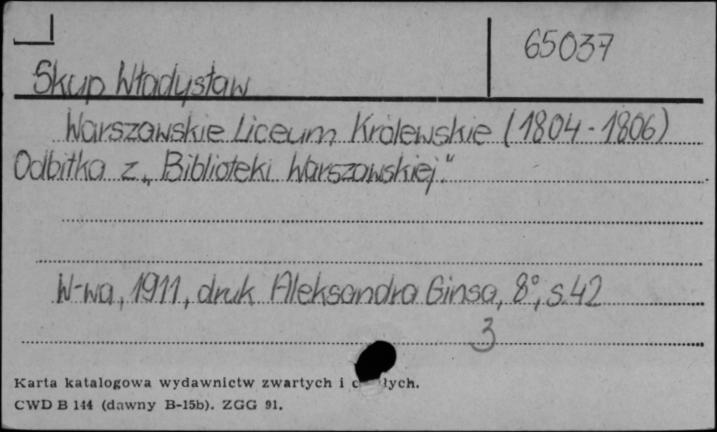 65037
Skup Władysław
Warszawskie Liceum Królewskie (1804-1806)
Odbitka z „Biblioteki Warszawskiej"
W-wa, 1911, druk Aleksandra Ginsa, 8°, s.42
3
Karta katalogowa wydawnictw zwartych i
CWD B 144 (dawny B-15b). ZGG 91.